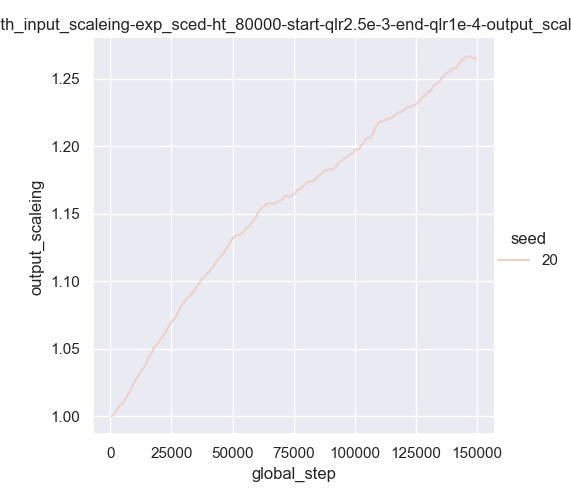 th_input_scaleing-exp_sced-ht_80000-start-qlr2.5e-3-end-qlr1e-4-output_scal
1.25
1.20
1.15
1.10
1.05
1.00
output_scaleing
0 25000 50000 75000 100000 125000 150000
global_step
seed
20